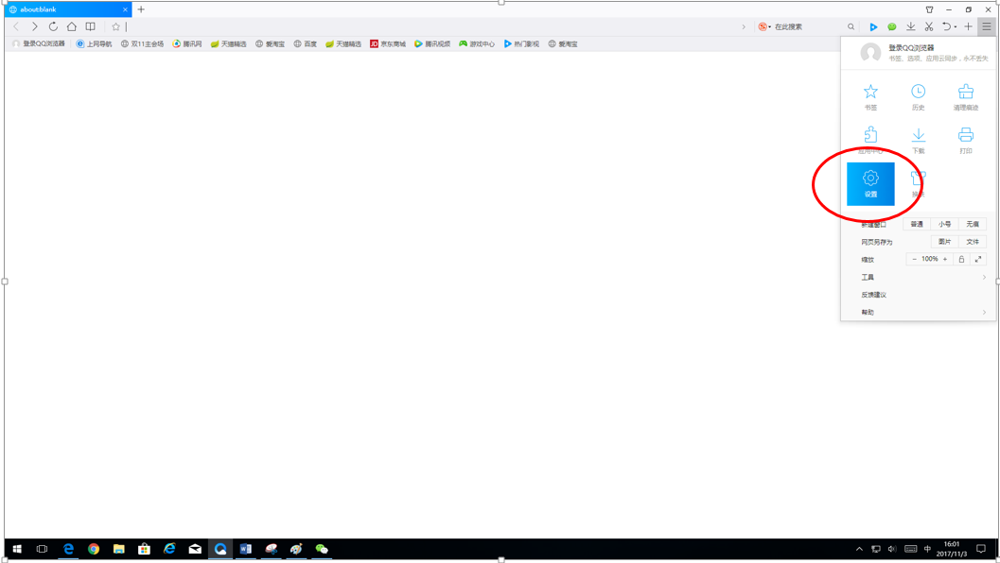 about:blank
在此搜索
登录QQ浏览器 上网导航 双11主会场 腾讯网 天猫精选 爱淘宝 百度 天猫精选 JD 京东商城 腾讯视频 游戏中心 热门影视 爱淘宝
登录QQ浏览器
书签、选项、应用云同步，永不丢失
书签 历史 清理痕迹
应用中心 下载 打印
设置
新建窗口 普通 小号 无痕
网页另存为 图片 文件
缩放 − 100% +
工具
反馈建议
帮助
中 16:01
2017/11/3